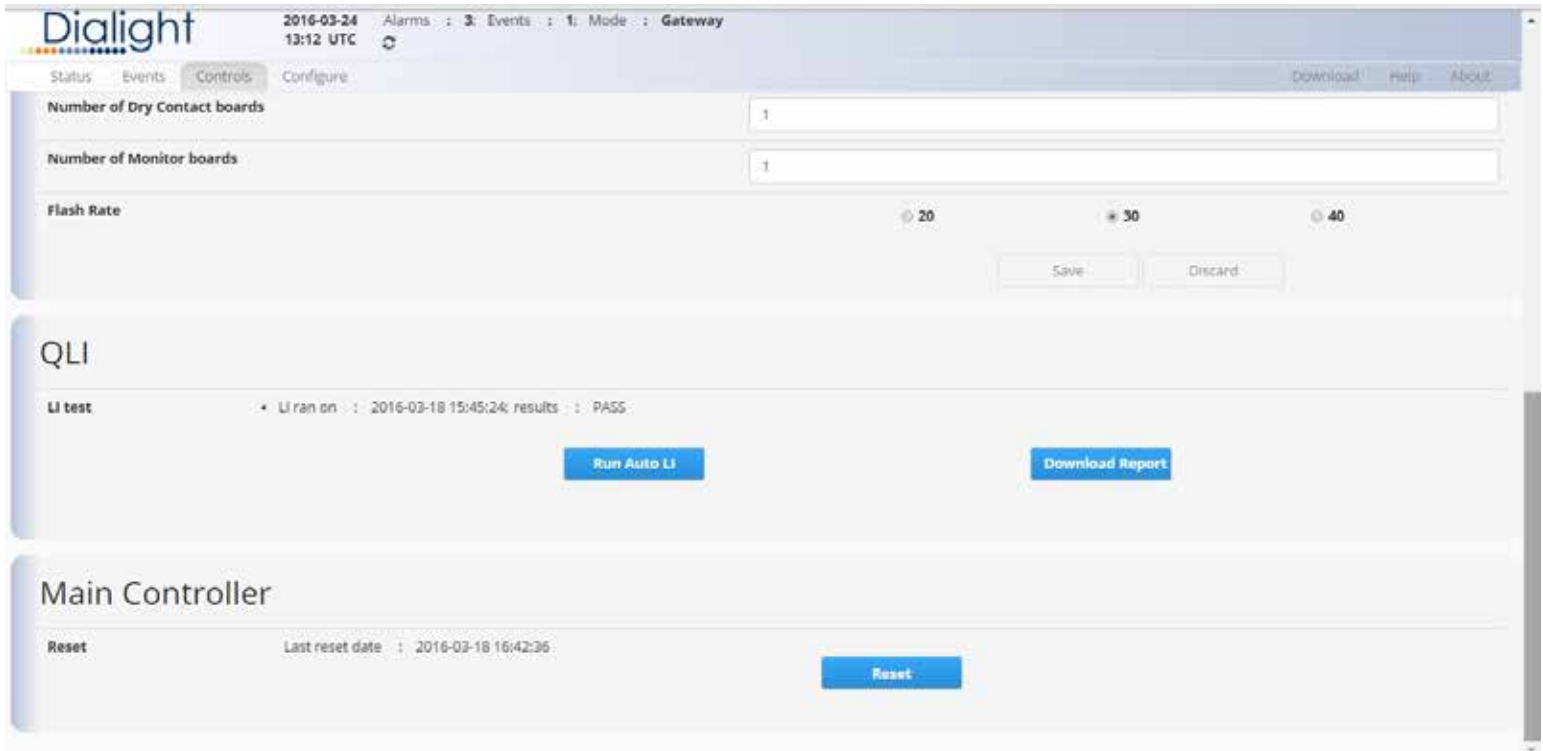 Dialight
2016-03-24 Alarms : 3; Events : 1; Mode : Gateway
13:12 UTC
Status Events Controls Configure Download Help About
Number of Dry Contact boards 1
Number of Monitor boards 1
Flash Rate 20 30 40
Save Discard
QLI
LI test • LI ran on : 2016-03-18 15:45:24; results : PASS
Run Auto LI Download Report
Main Controller
Reset Last reset date : 2016-03-18 16:42:36
Reset